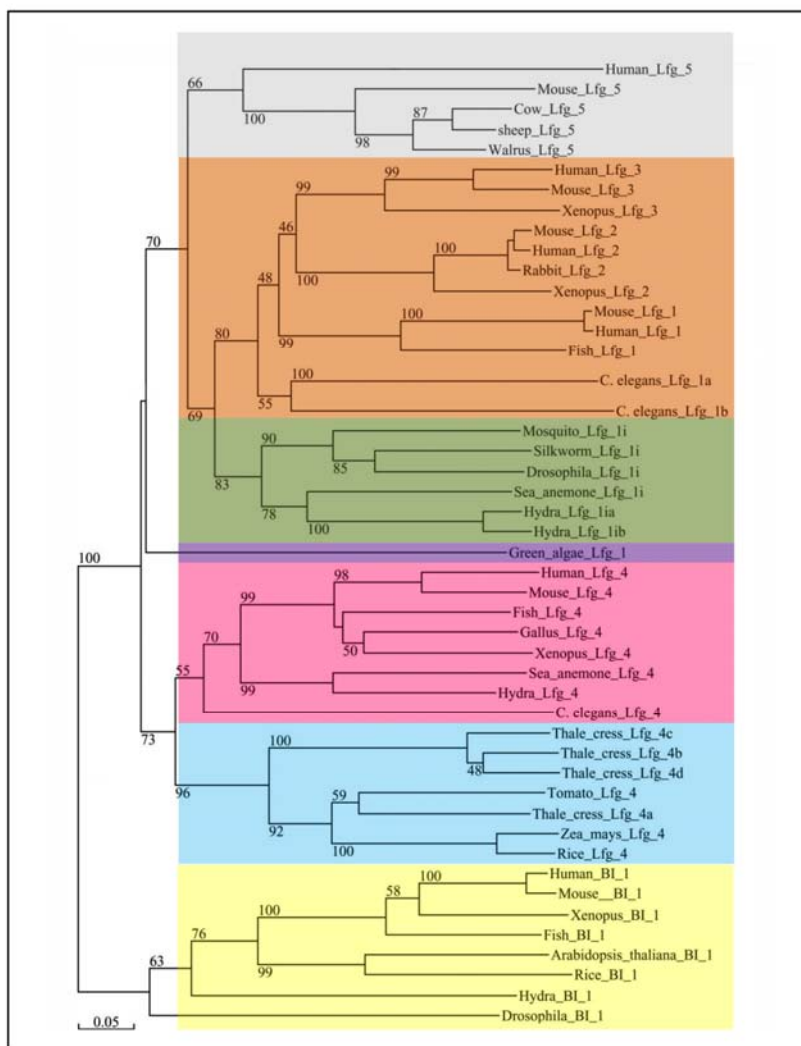 Human_Lfg_5
66
Mouse_Lfg_5
87
Cow_Lfg_5
100
sheep_Lfg_5
98
Walrus_Lfg_5
Human_Lfg_3
99
99
Mouse_Lfg_3
Xenopus_Lfg_3
46
Mouse_Lfg_2
70
100
Human_Lfg_2
48
100
Rabbit_Lfg_2
Xenopus_Lfg_2
Mouse_Lfg_1
100
80
99
Human_Lfg_1
Fish_Lfg_1
100
C. elegans_Lfg_1a
55
69
C. elegans_Lfg_1b
Mosquito_Lfg_1i
90
Silkworm_Lfg_1i
85
Drosophila_Lfg_1i
83
Sea_anemone_Lfg_1i
78
Hydra_Lfg_1ia
100
Hydra_Lfg_1ib
Green_algae_Lfg_1
100
Human_Lfg_4
98
Mouse_Lfg_4
99
Fish_Lfg_4
Gallus_Lfg_4
70
50
Xenopus_Lfg_4
55
Sea_anemone_Lfg_4
99
Hydra_Lfg_4
C. elegans_Lfg_4
73
Thale_cress_Lfg_4c
100
Thale_cress_Lfg_4b
48
Thale_cress_Lfg_4d
96
Tomato_Lfg_4
59
Thale_cress_Lfg_4a
92
Zea_mays_Lfg_4
100
Rice_Lfg_4
Human_BI_1
100
58
Mouse__BI_1
100
Xenopus_BI_1
76
Fish_BI_1
Arabidopsis_thaliana_BI_1
63
99
Rice_BI_1
Hydra_BI_1
Drosophila_BI_1
0.05